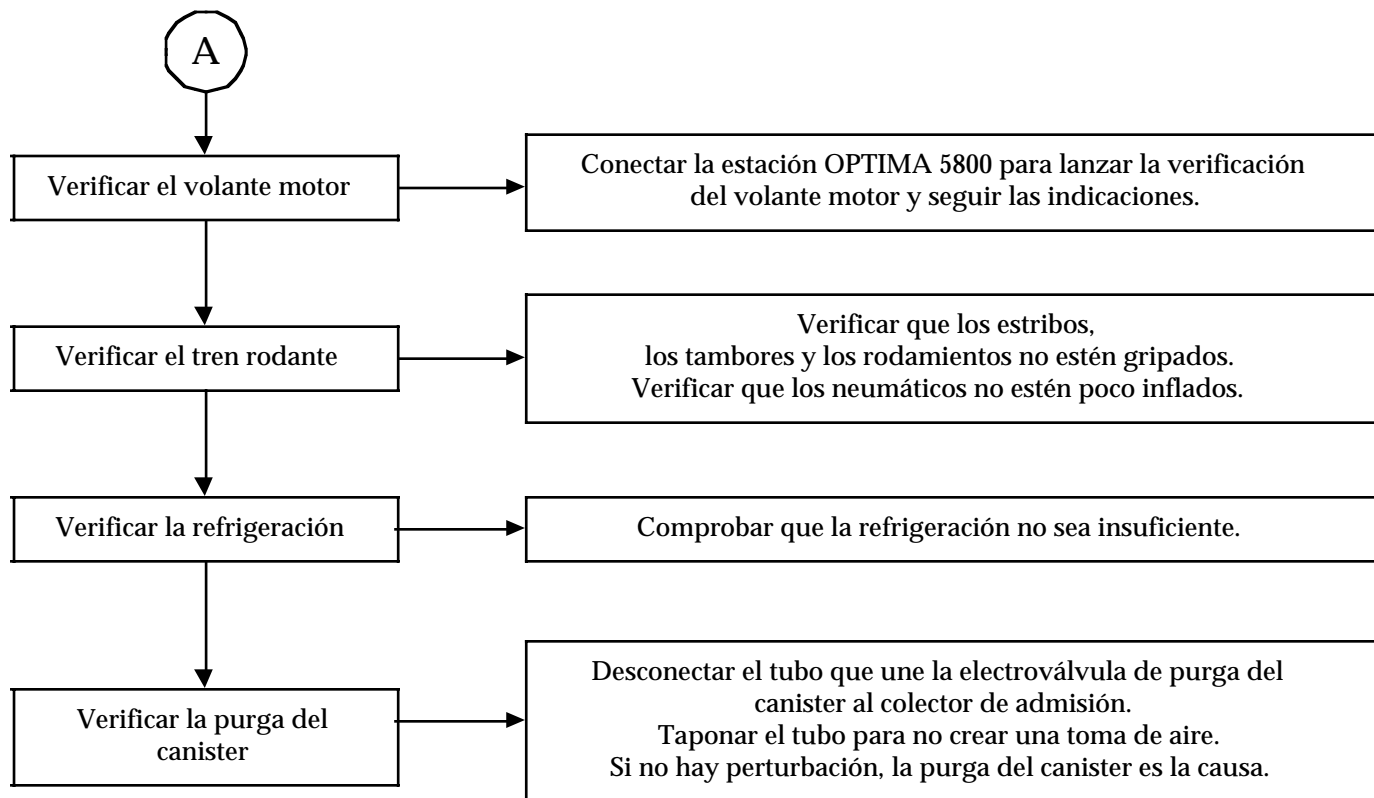 A
Verificar el volante motor
Conectar la estación OPTIMA 5800 para lanzar la verificación
del volante motor y seguir las indicaciones.
Verificar el tren rodante
Verificar que los estribos,
los tambores y los rodamientos no estén gripados.
Verificar que los neumáticos no estén poco inflados.
Verificar la refrigeración
Comprobar que la refrigeración no sea insuficiente.
Verificar la purga del
canister
Desconectar el tubo que une la electroválvula de purga del
canister al colector de admisión.
Taponar el tubo para no crear una toma de aire.
Si no hay perturbación, la purga del canister es la causa.